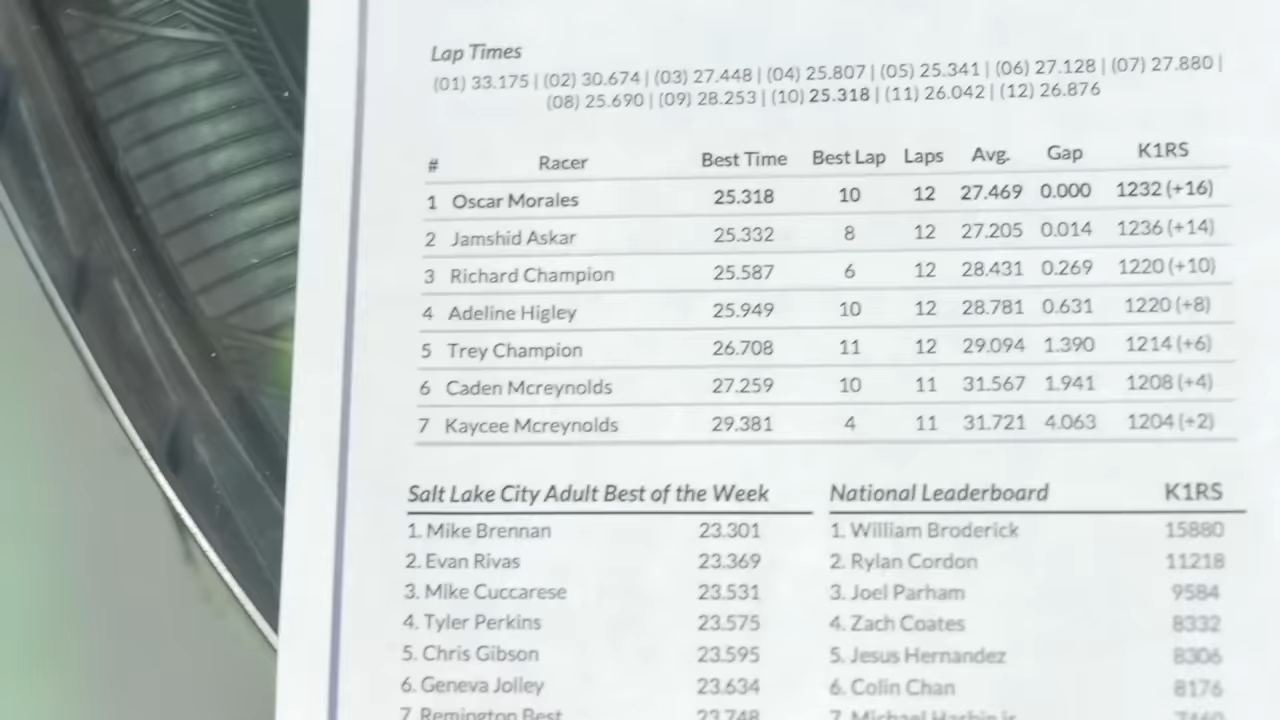 Lap Times
(01) 33.175 | (02) 30.674 | (03) 27.448 | (04) 25.807 | (05) 25.341 | (06) 27.128 | (07) 27.880 |
(08) 25.690 | (09) 28.253 | (10) 25.318 | (11) 26.042 | (12) 26.876
# Racer Best Time Best Lap Laps Avg. Gap K1RS
1 Oscar Morales 25.318 10 12 27.469 0.000 1232 (+16)
2 Jamshid Askar 25.332 8 12 27.205 0.014 1236 (+14)
3 Richard Champion 25.587 6 12 28.431 0.269 1220 (+10)
4 Adeline Higley 25.949 10 12 28.781 0.631 1220 (+8)
5 Trey Champion 26.708 11 12 29.094 1.390 1214 (+6)
6 Caden Mcreynolds 27.259 10 11 31.567 1.941 1208 (+4)
7 Kaycee Mcreynolds 29.381 4 11 31.721 4.063 1204 (+2)
Salt Lake City Adult Best of the Week National Leaderboard K1RS
1. Mike Brennan 23.301 1. William Broderick 15880
2. Evan Rivas 23.369 2. Rylan Cordon 11218
3. Mike Cuccarese 23.531 3. Joel Parham 9584
4. Tyler Perkins 23.575 4. Zach Coates 8332
5. Chris Gibson 23.595 5. Jesus Hernandez 8306
6. Geneva Jolley 23.634 6. Colin Chan 8176
7. Remington Best 23.748 7. Michael